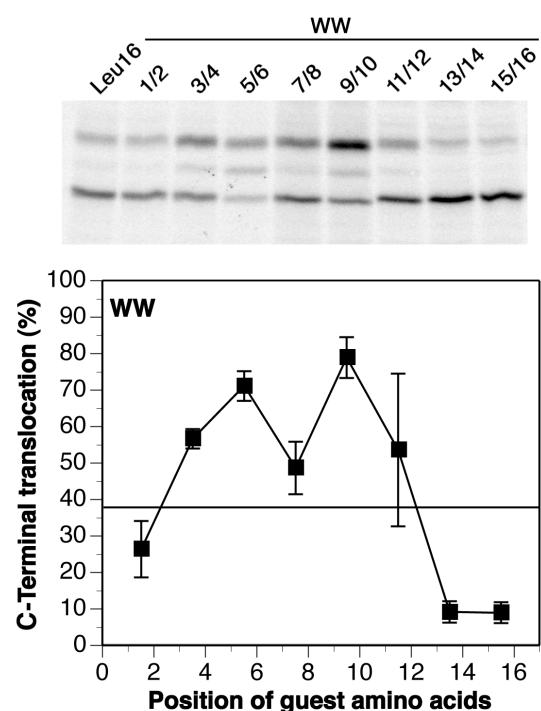 WW
Leu16 1/2 3/4 5/6 7/8 9/10 11/12 13/14 15/16
100
WW
90
80
70
60
50
40
30
20
10
0
C-Terminal translocation (%)
0 2 4 6 8 10 12 14 16
Position of guest amino acids